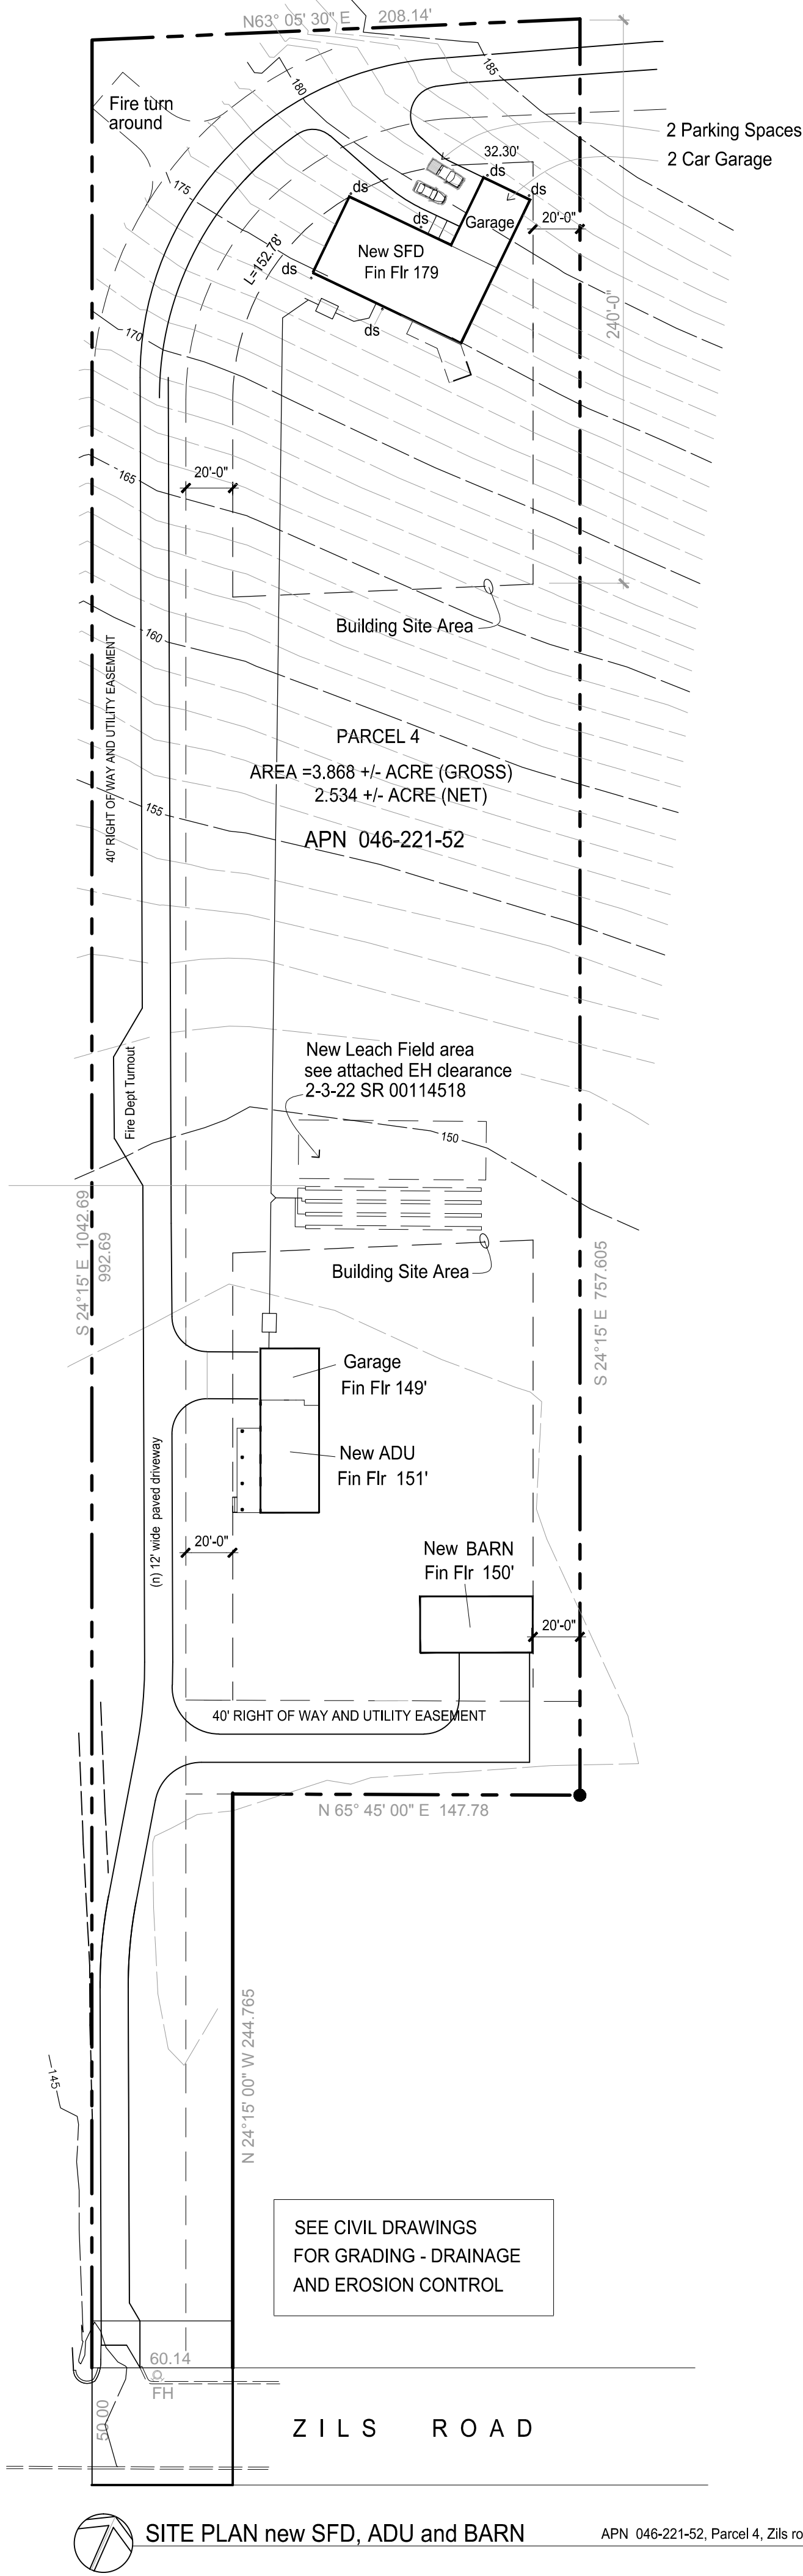 N63° 05' 30" E 208.14'
185
180
Fire turn
around
2 Parking Spaces
2 Car Garage
32.30'
ds
ds
ds
175
ds
Garage
20'-0"
New SFD
Fin Flr 179
L=152.78'
ds
ds
240'-0"
170
165
20'-0"
Building Site Area
160
40' RIGHT OF WAY AND UTILITY EASEMENT
PARCEL 4
AREA =3.868 +/- ACRE (GROSS)
2.534 +/- ACRE (NET)
155
APN 046-221-52
New Leach Field area
see attached EH clearance
2-3-22 SR 00114518
Fire Dept Turnout
150
S 24°15' E 1042.69
992.69
Building Site Area
S 24°15' E 757.605
Garage
Fin Flr 149'
New ADU
Fin Flr 151'
(n) 12' wide paved driveway
20'-0"
New BARN
Fin Flr 150'
20'-0"
40' RIGHT OF WAY AND UTILITY EASEMENT
N 65° 45' 00" E 147.78
N 24°15' 00" W 244.765
145
SEE CIVIL DRAWINGS
FOR GRADING - DRAINAGE
AND EROSION CONTROL
60.14
FH
50.00
ZILS ROAD
SITE PLAN new SFD, ADU and BARN
APN 046-221-52, Parcel 4, Zils ro